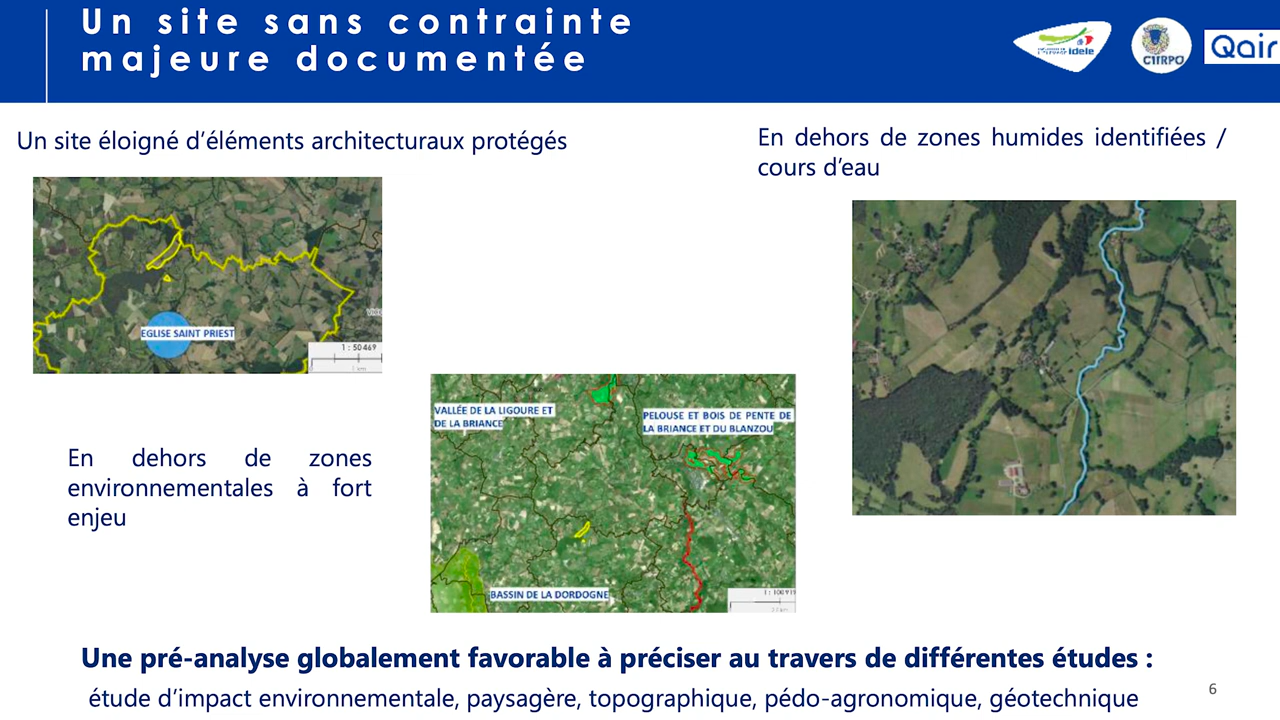 Un site sans contrainte
majeure documentée
idele
CIIRPO
Qair
Un site éloigné d’éléments architecturaux protégés
En dehors de zones humides identifiées /
cours d’eau
EGLISE SAINT PRIEST
1 : 50 469
1 km
VALLÉE DE LA LIGOURE ET
DE LA BRIANCE
PELOUSE ET BOIS DE PENTE DE
LA BRIANCE ET DU BLANZOU
En dehors de zones
environnementales à fort
enjeu
BASSIN DE LA DORDOGNE
Une pré-analyse globalement favorable à préciser au travers de différentes études :
étude d’impact environnementale, paysagère, topographique, pédo-agronomique, géotechnique
6